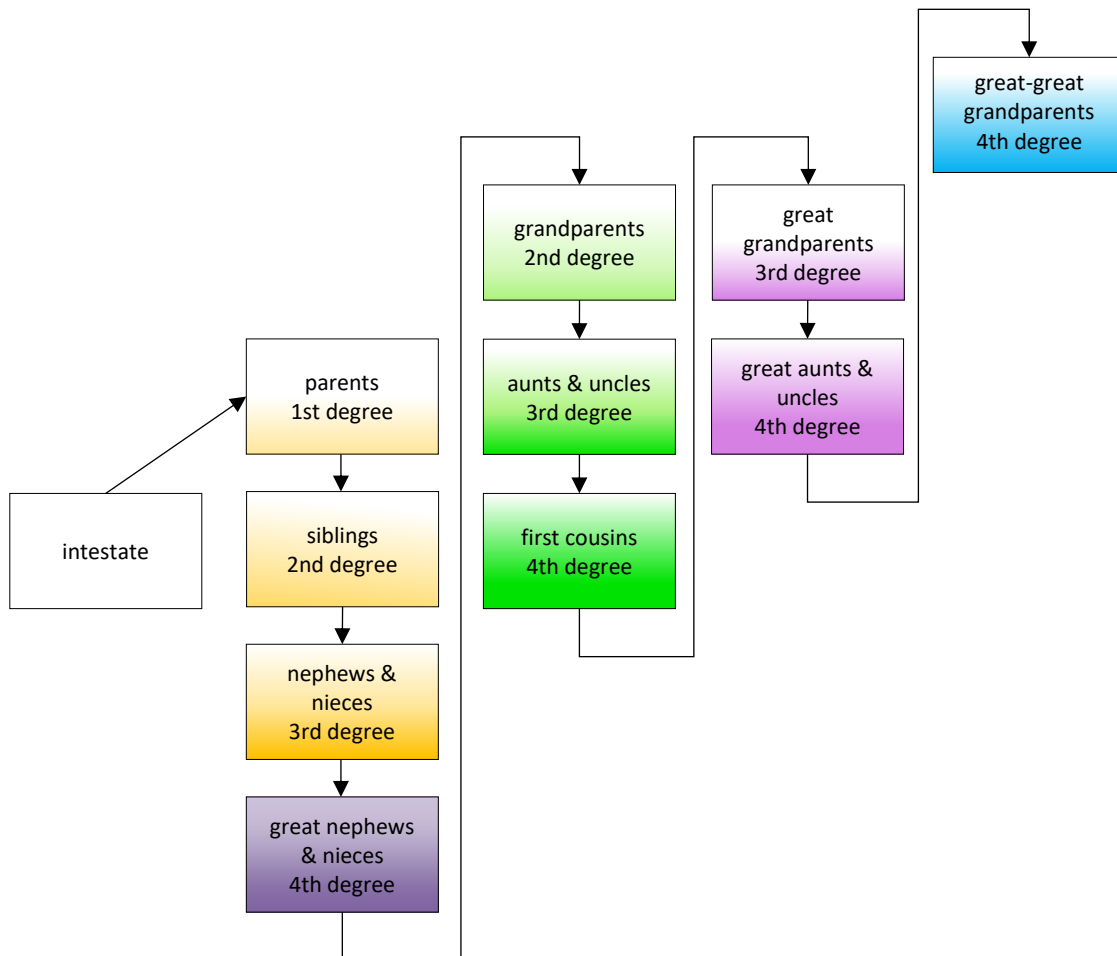 intestate
parents
1st degree
siblings
2nd degree
nephews &
nieces
3rd degree
great nephews
& nieces
4th degree
grandparents
2nd degree
aunts & uncles
3rd degree
first cousins
4th degree
great
grandparents
3rd degree
great aunts &
uncles
4th degree
great-great
grandparents
4th degree